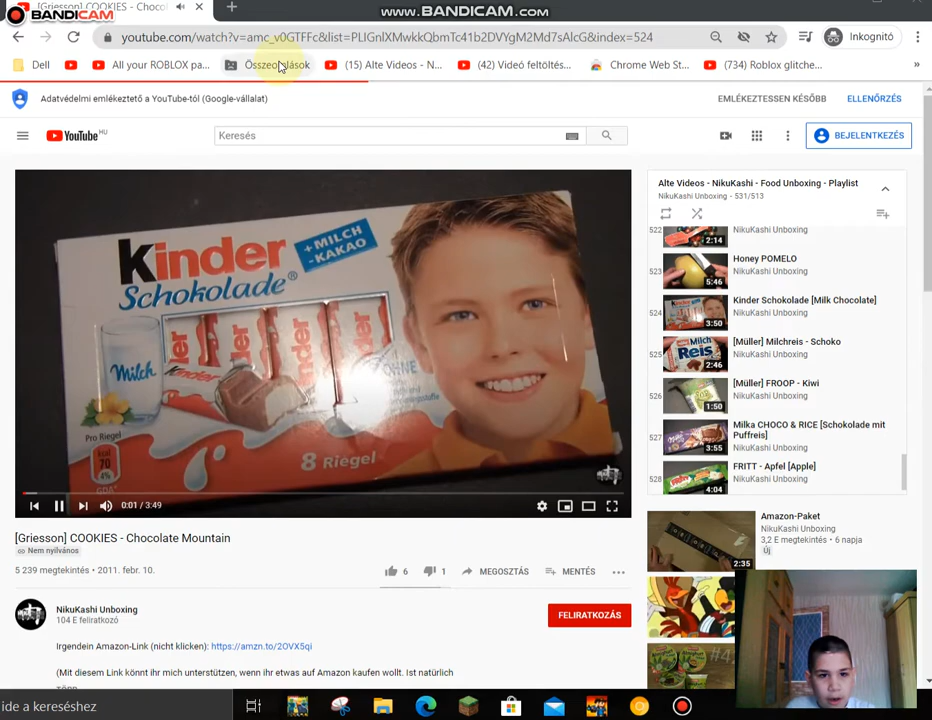 [Griesson] COOKIES - Chocol
BANDICAM
www.BANDICAM.com
youtube.com/watch?v=amc_v0GTFFc&list=PLIGnlXMwkkQbmTc41b2DVYgM2Md7sAlcG&index=524
Inkognitó
Dell
All your ROBLOX pa...
Összeomlások
(15) Alte Videos - N...
(42) Videó feltöltés...
Chrome Web St...
(734) Roblox glitche...
Adatvédelmi emlékeztető a YouTube-tól (Google-vállalat)
EMLÉKEZTESSEN KÉSŐBB
ELLENŐRZÉS
YouTube HU
Keresés
BEJELENTKEZÉS
Kinder
Schokolade®
+MILCH
-KAKAO
Milch
OHNE
Pro Riegel
kcal
70
4%
GDA*
8 Riegel
0:01 / 3:49
[Griesson] COOKIES - Chocolate Mountain
Nem nyilvános
5 239 megtekintés • 2011. febr. 10.
6
1
MEGOSZTÁS
MENTÉS
NikuKashi Unboxing
104 E feliratkozó
FELIRATKOZÁS
Irgendein Amazon-Link (nicht klicken): https://amzn.to/2OVX5qi
(Mit diesem Link könnt ihr mich unterstützen, wenn ihr etwas auf Amazon kaufen wollt. Ist natürlich
Alte Videos - NikuKashi - Food Unboxing - Playlist
NikuKashi Unboxing - 531/513
522
2:14
NikuKashi Unboxing
523
5:46
Honey POMELO
NikuKashi Unboxing
524
3:50
Kinder Schokolade [Milk Chocolate]
NikuKashi Unboxing
525
Milch
Reis
2:46
[Müller] Milchreis - Schoko
NikuKashi Unboxing
526
1:50
[Müller] FROOP - Kiwi
NikuKashi Unboxing
527
3:55
Milka CHOCO & RICE [Schokolade mit
Puffreis]
NikuKashi Unboxing
528
4:04
FRITT - Apfel [Apple]
NikuKashi Unboxing
2:35
Amazon-Paket
NikuKashi Unboxing
3,2 E megtekintés • 6 napja
Új
ide a kereséshez